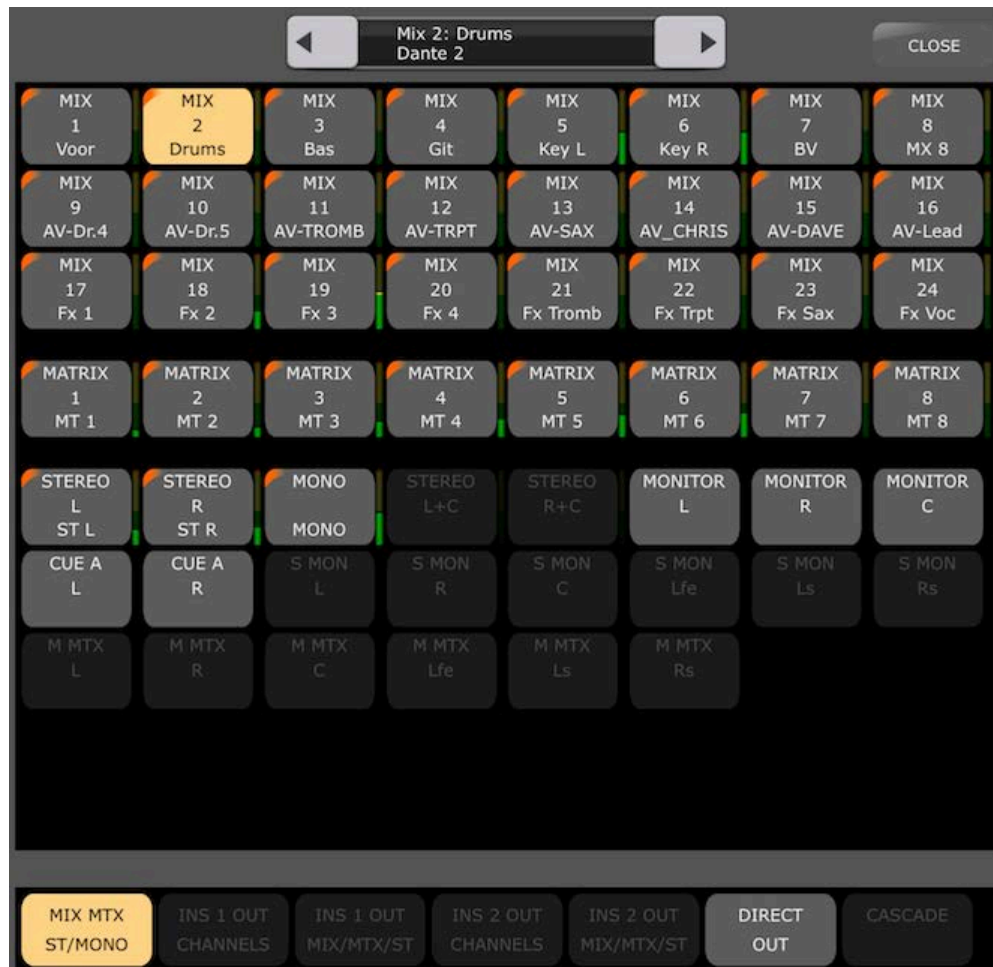 Mix 2: Drums
Dante 2
CLOSE
MIX MIX MIX MIX MIX MIX MIX MIX
1 2 3 4 5 6 7 8
Voor Drums Bas Git Key L Key R BV MX 8
MIX MIX MIX MIX MIX MIX MIX MIX
9 10 11 12 13 14 15 16
AV-Dr.4 AV-Dr.5 AV-TROMB AV-TRPT AV-SAX AV_CHRIS AV-DAVE AV-Lead
MIX MIX MIX MIX MIX MIX MIX MIX
17 18 19 20 21 22 23 24
Fx 1 Fx 2 Fx 3 Fx 4 Fx Tromb Fx Trpt Fx Sax Fx Voc
MATRIX MATRIX MATRIX MATRIX MATRIX MATRIX MATRIX MATRIX
1 2 3 4 5 6 7 8
MT 1 MT 2 MT 3 MT 4 MT 5 MT 6 MT 7 MT 8
STEREO STEREO MONO STEREO STEREO MONITOR MONITOR MONITOR
L R L+C R+C L R C
ST L ST R MONO
CUE A CUE A S MON S MON S MON S MON S MON S MON
L R L R C Lfe Ls Rs
M MTX M MTX M MTX M MTX M MTX M MTX
L R C Lfe Ls Rs
MIX MTX INS 1 OUT INS 1 OUT INS 2 OUT INS 2 OUT DIRECT CASCADE
ST/MONO CHANNELS MIX/MTX/ST CHANNELS MIX/MTX/ST OUT